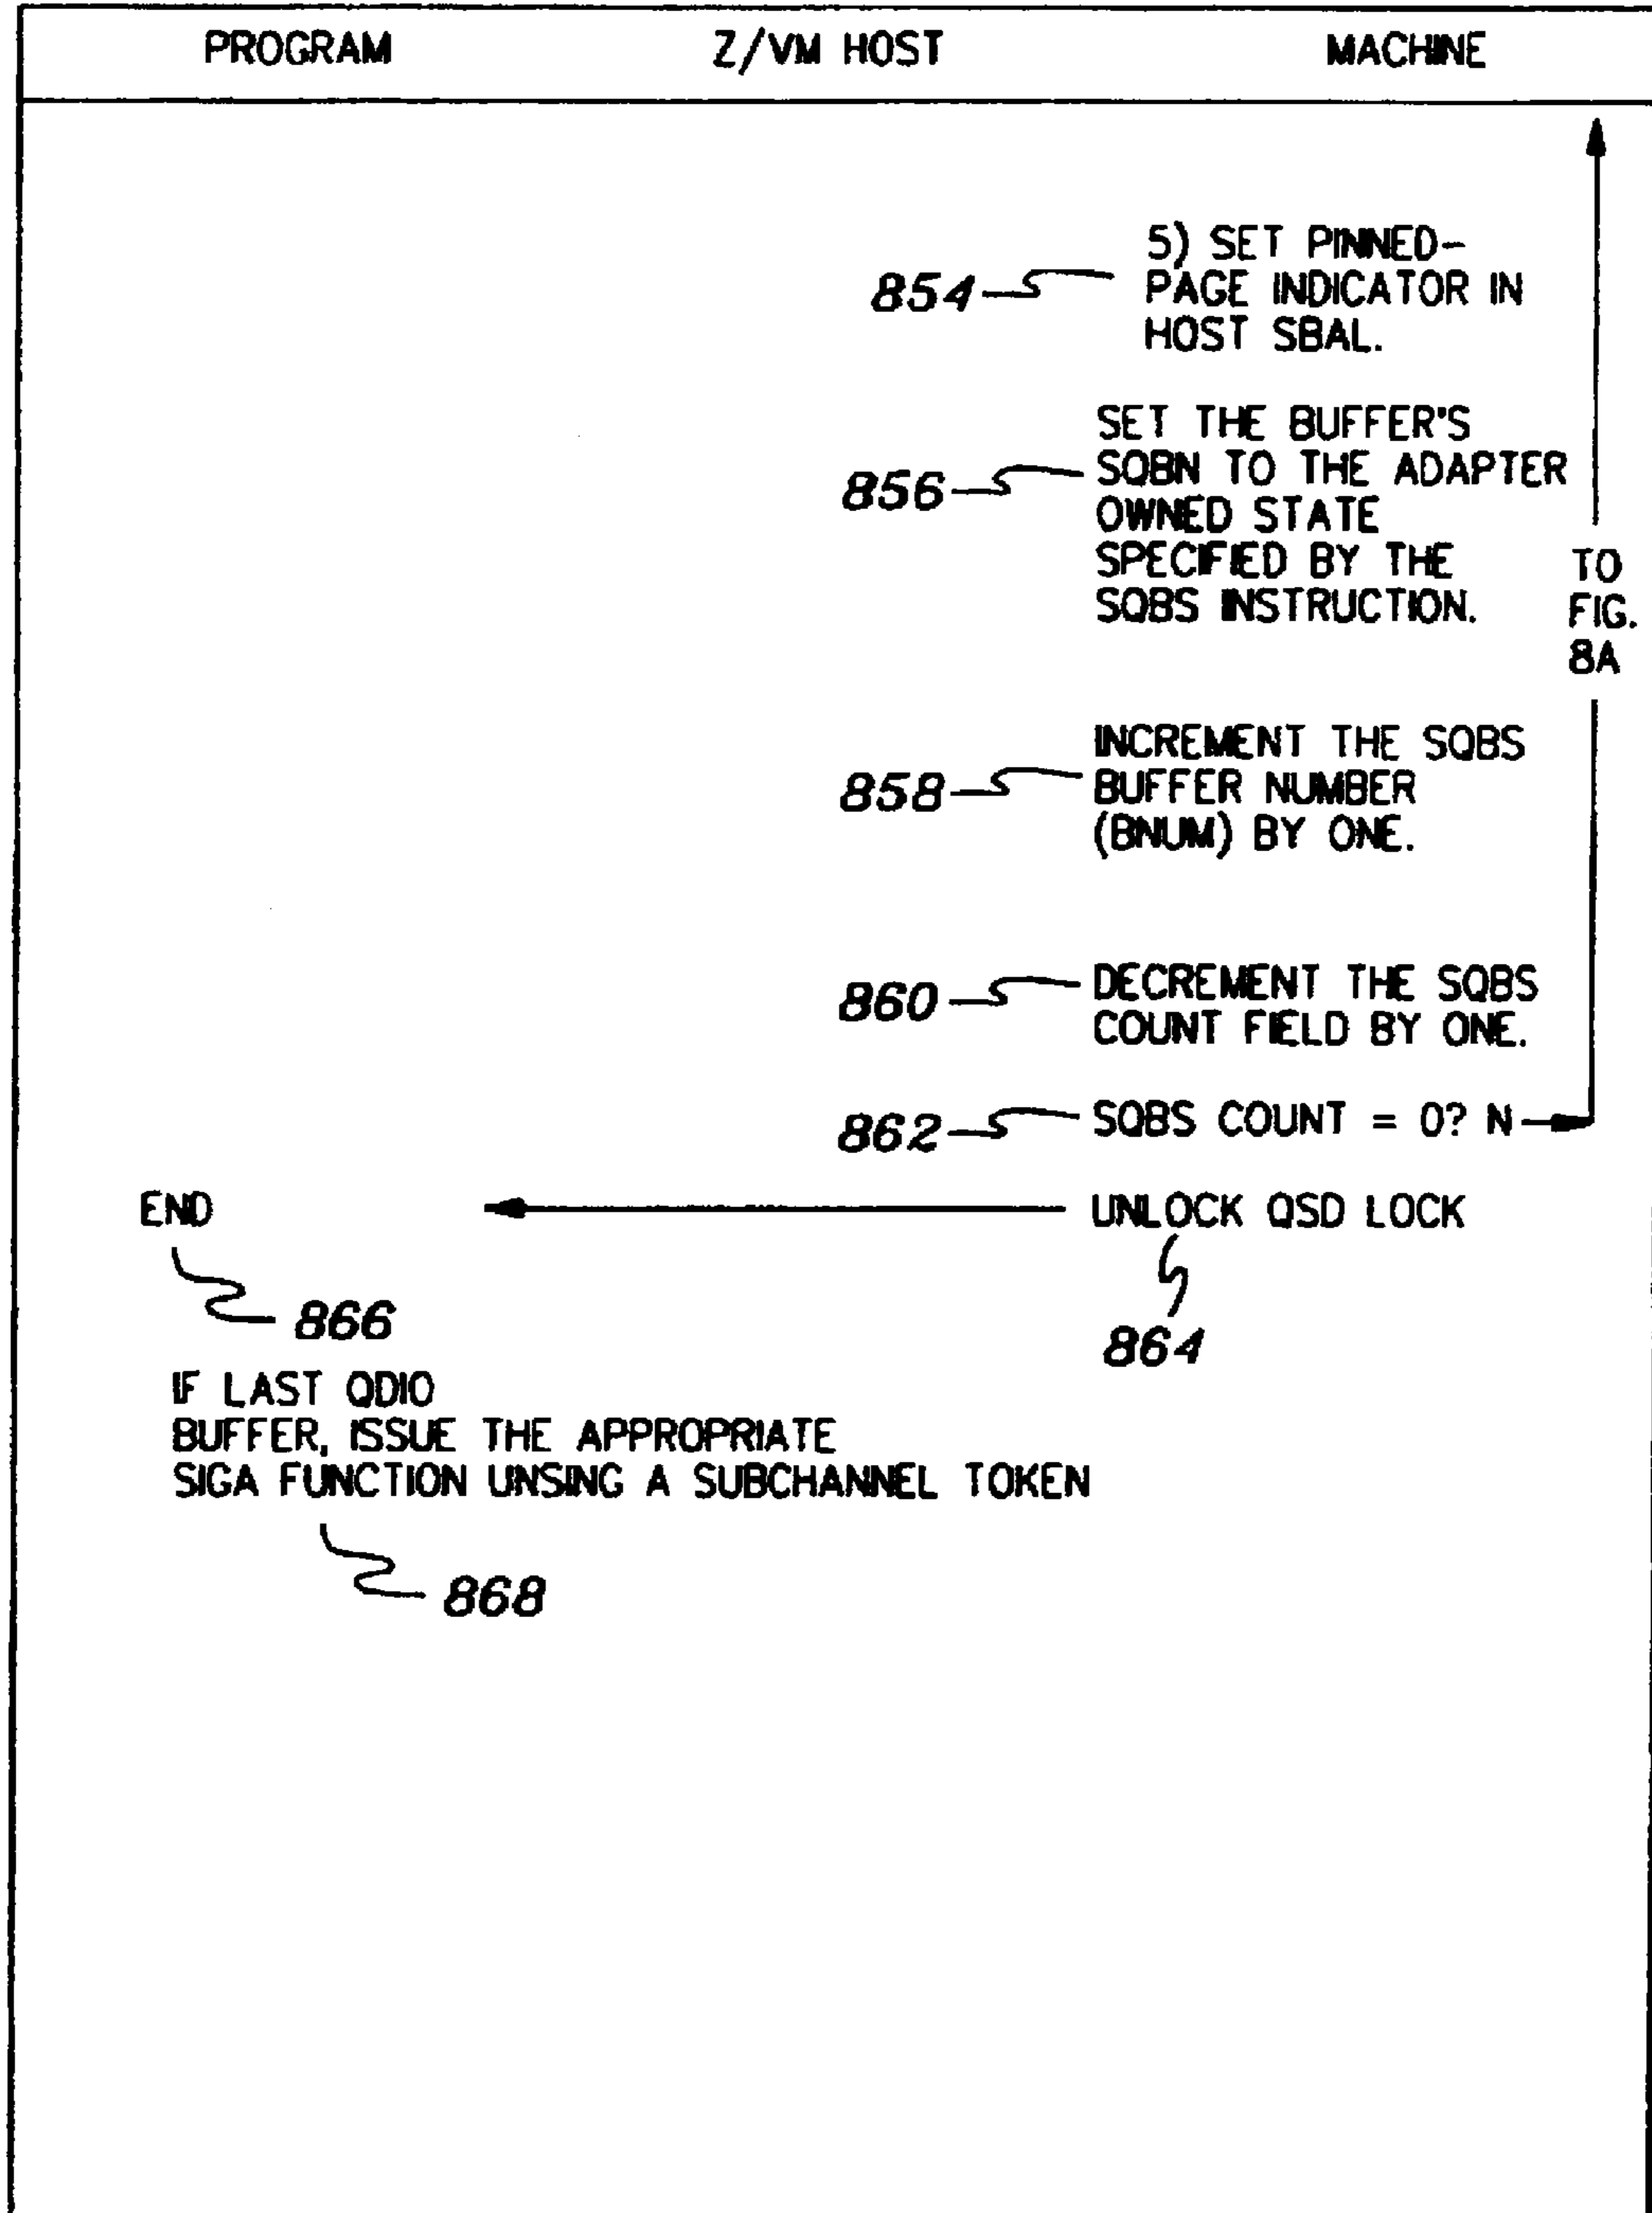 PROGRAM Z/VM HOST MACHINE
5) SET PINNED-
854 PAGE INDICATOR IN
HOST SBAL.
SET THE BUFFER'S
856 SQBN TO THE ADAPTER
OWNED STATE
SPECIFIED BY THE
SQBS INSTRUCTION.
TO
FIG.
8A
INCREMENT THE SQBS
858 BUFFER NUMBER
(BNUM) BY ONE.
860 DECREMENT THE SQBS
COUNT FIELD BY ONE.
862 SQBS COUNT = 0? N
END UNLOCK QSD LOCK
866
864
IF LAST QDIO
BUFFER, ISSUE THE APPROPRIATE
SIGA FUNCTION UNSING A SUBCHANNEL TOKEN
868